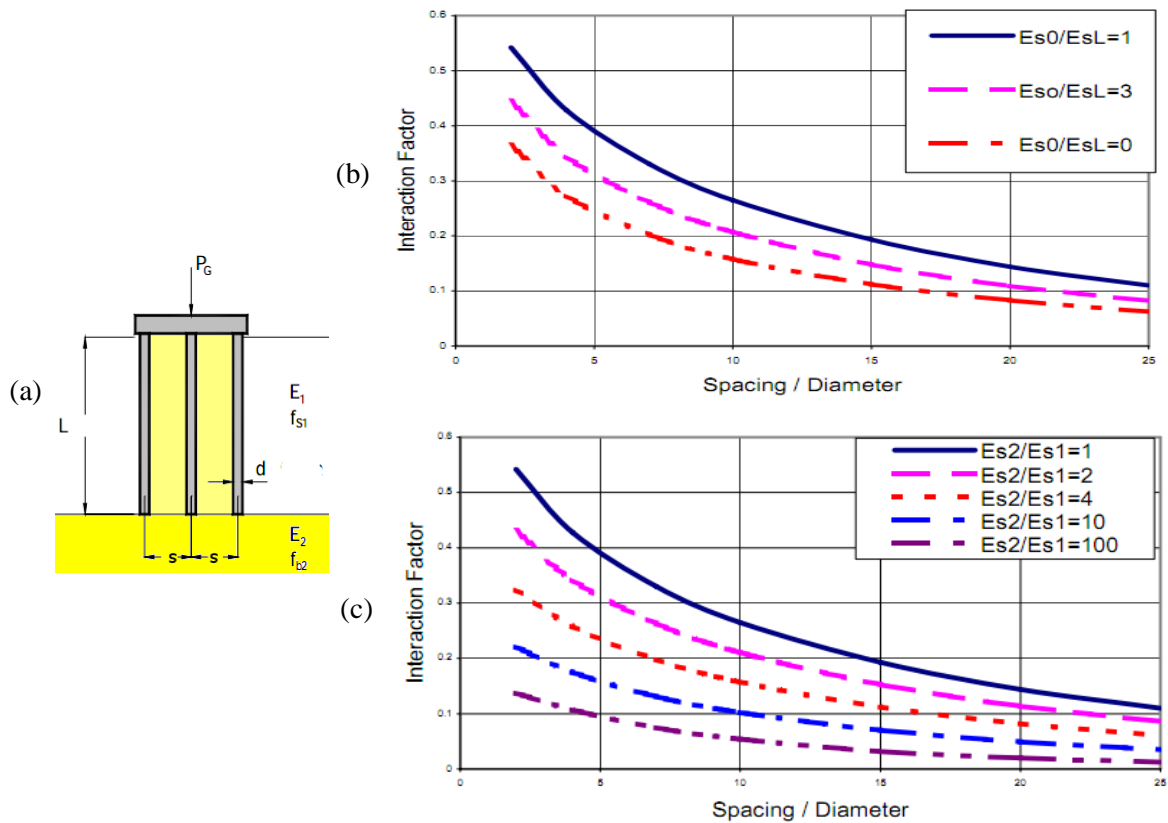 (a)
P_G
L
E_1
f_S1
d
s
s
E_2
f_b2
(b)
Interaction Factor
0.6
0.5
0.4
0.3
0.2
0.1
0
0
5
10
15
20
25
Spacing / Diameter
Es0/EsL=1
Eso/EsL=3
Es0/EsL=0
(c)
Interaction Factor
0.6
0.5
0.4
0.3
0.2
0.1
0
0
5
10
15
20
25
Spacing / Diameter
Es2/Es1=1
Es2/Es1=2
Es2/Es1=4
Es2/Es1=10
Es2/Es1=100